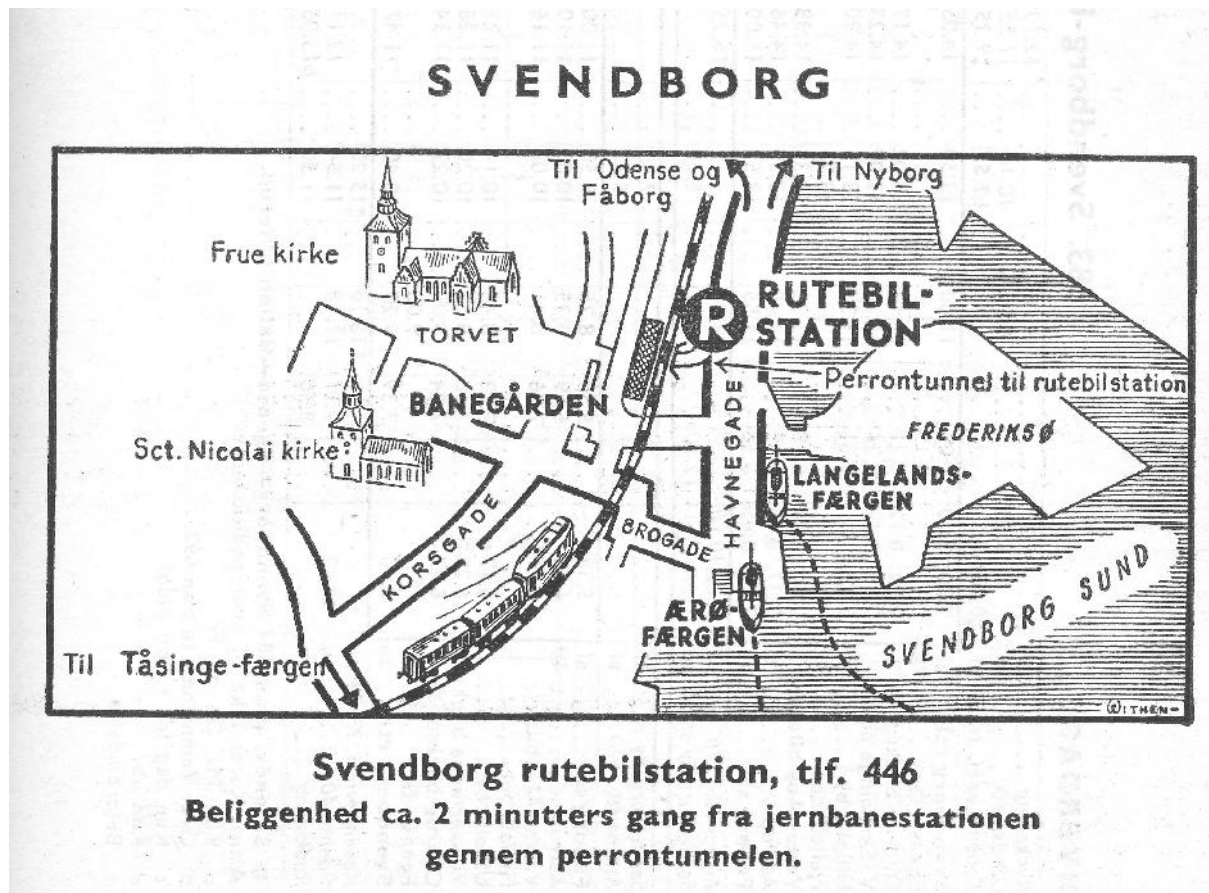 SVENDBORG
Til Odense og
Fåborg
Til Nyborg
Frue kirke
TORVET
R
RUTEBIL-
STATION
Perrontunnel til rutebilstation
BANEGÅRDEN
HAVNEGADE
FREDERIKSØ
Sct. Nicolai kirke
LANGELANDS-
FÆRGEN
KORSGADE
BROGADE
ÆRØ-
FÆRGEN
SVENDBORG SUND
Til Tåsinge-færgen
WITHEN
Svendborg rutebilstation, tlf. 446
Beliggenhed ca. 2 minutters gang fra jernbanestationen
gennem perrontunnelen.